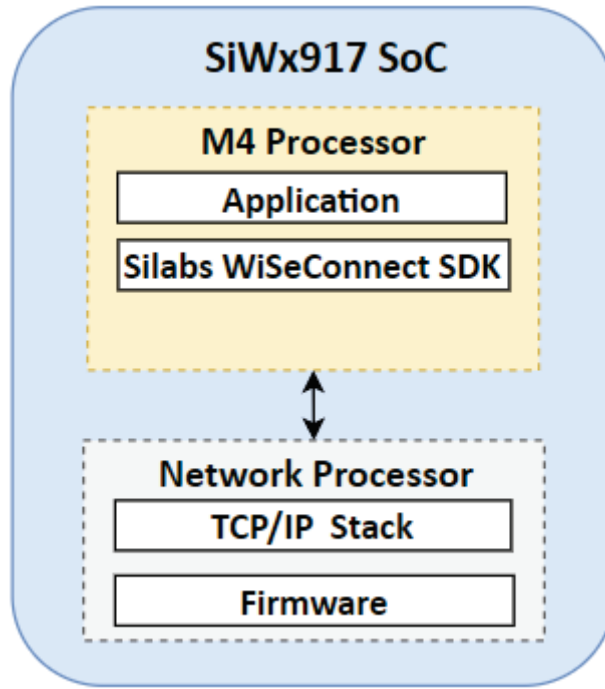 SiWx917 SoC
M4 Processor
Application
Silabs WiSeConnect SDK
Network Processor
TCP/IP Stack
Firmware